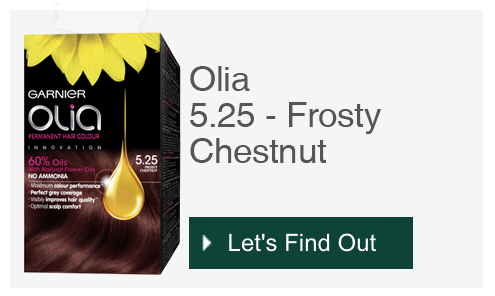 GARNIER
OLIA
PERMANENT HAIR COLOUR
INNOVATION
60% Oils*
With Natural Flower Oils
NO AMMONIA
• Maximum colour performance
• Perfect grey coverage
• Visibly improves hair quality
• Optimal scalp comfort
5.25
FROSTY
CHESTNUT
Olia
5.25 - Frosty
Chestnut
Let's Find Out